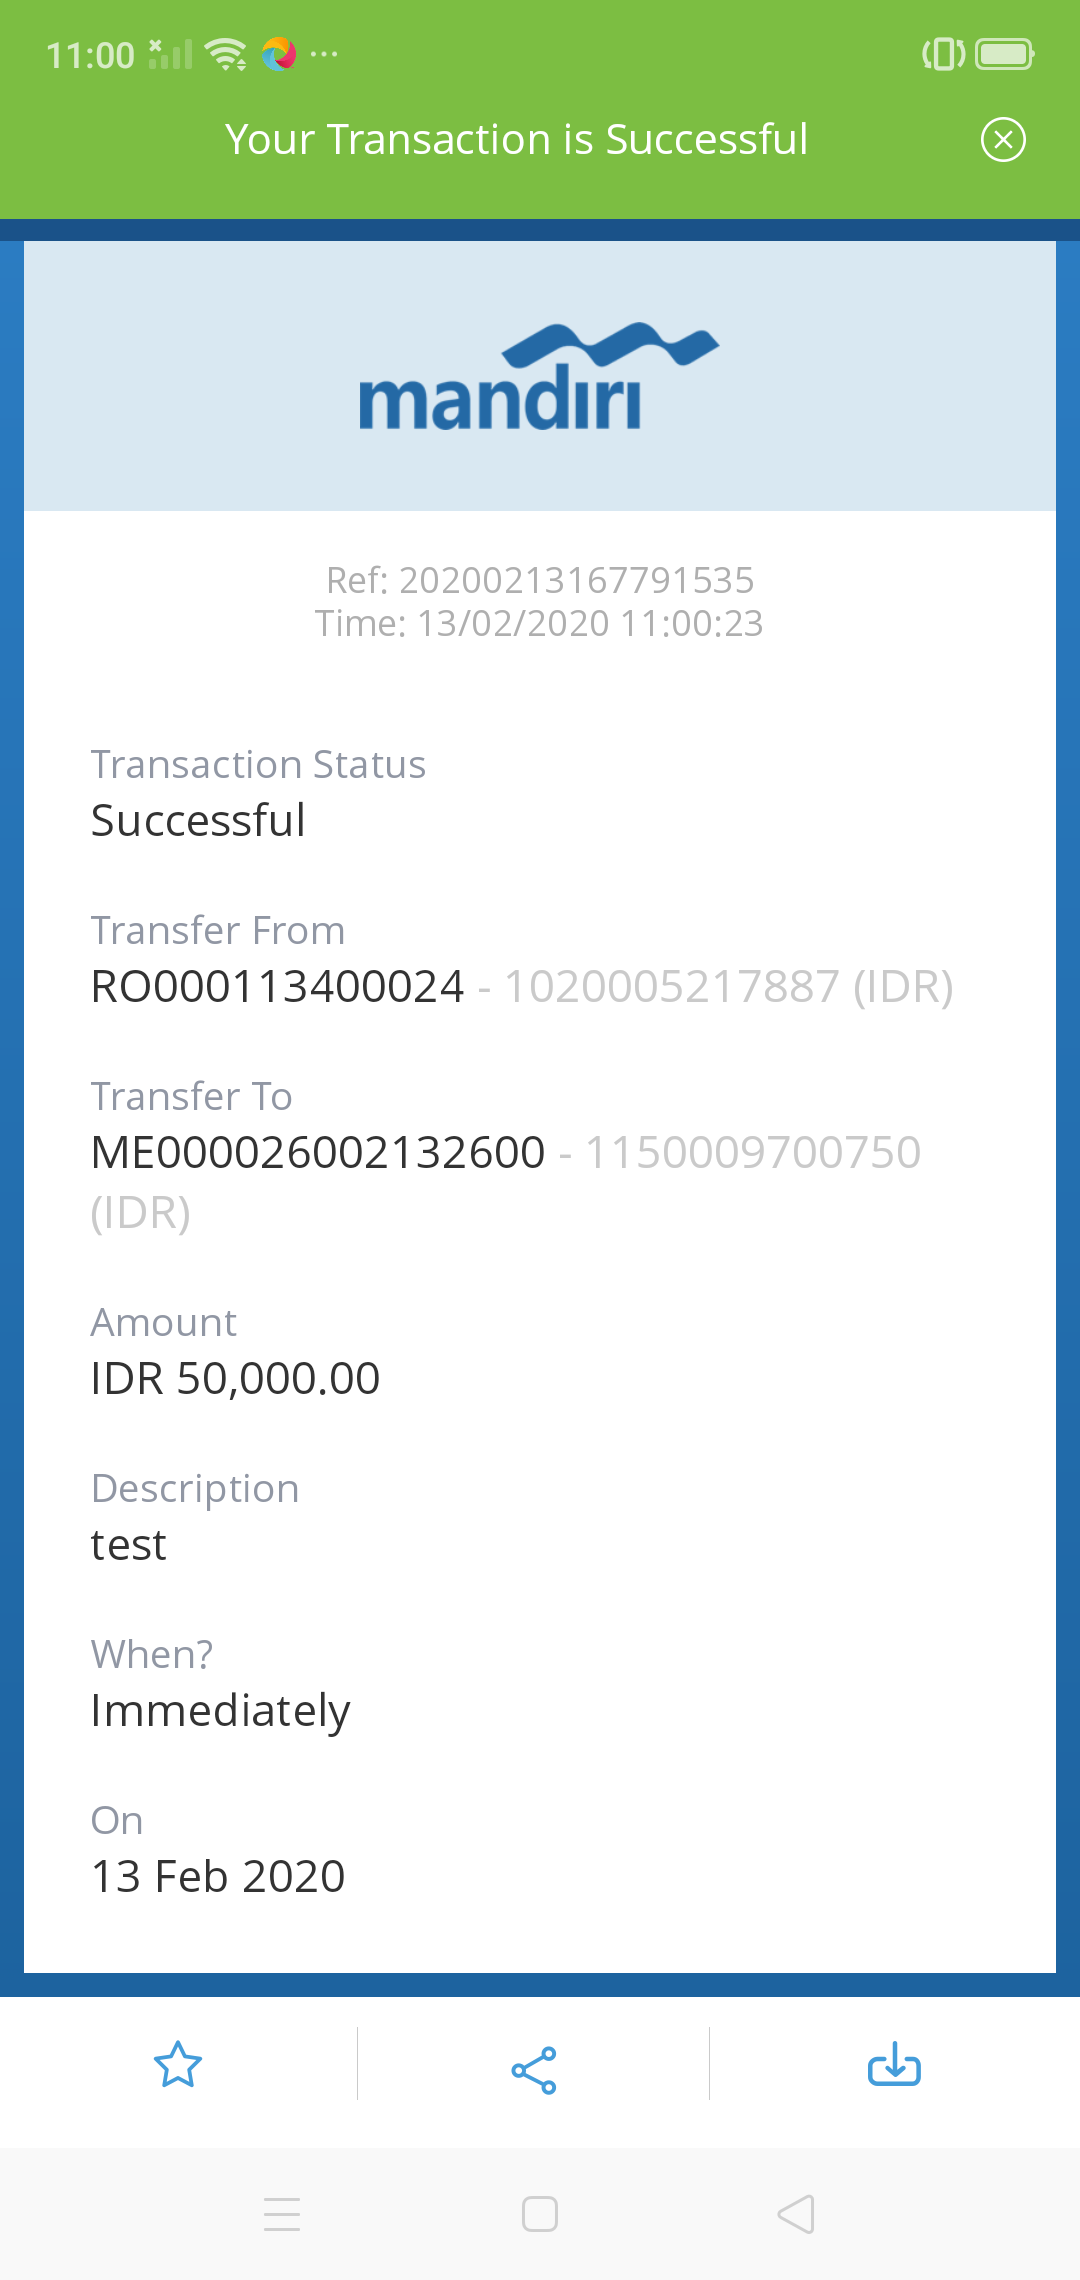 11:00
Your Transaction is Successful
mandiri
Ref: 20200213167791535
Time: 13/02/2020 11:00:23
Transaction Status
Successful
Transfer From
RO000113400024 - 1020005217887 (IDR)
Transfer To
ME000026002132600 - 1150009700750
(IDR)
Amount
IDR 50,000.00
Description
test
When?
Immediately
On
13 Feb 2020